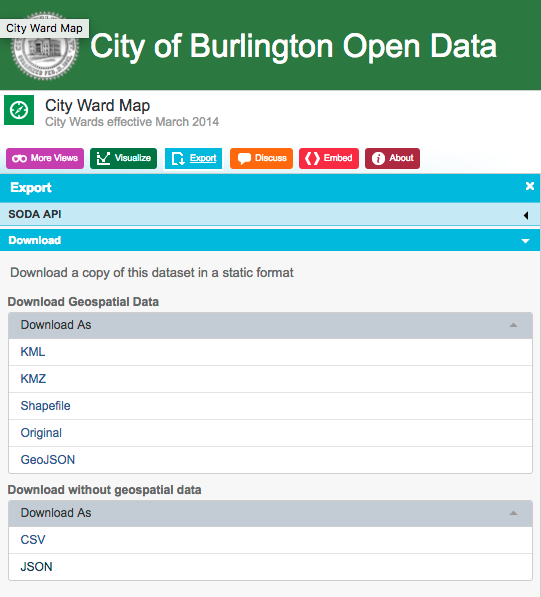 City Ward Map
City of Burlington Open Data
City Ward Map
City Wards effective March 2014
More Views Visualize Export Discuss Embed About
Export
SODA API
Download
Download a copy of this dataset in a static format
Download Geospatial Data
Download As
KML
KMZ
Shapefile
Original
GeoJSON
Download without geospatial data
Download As
CSV
JSON